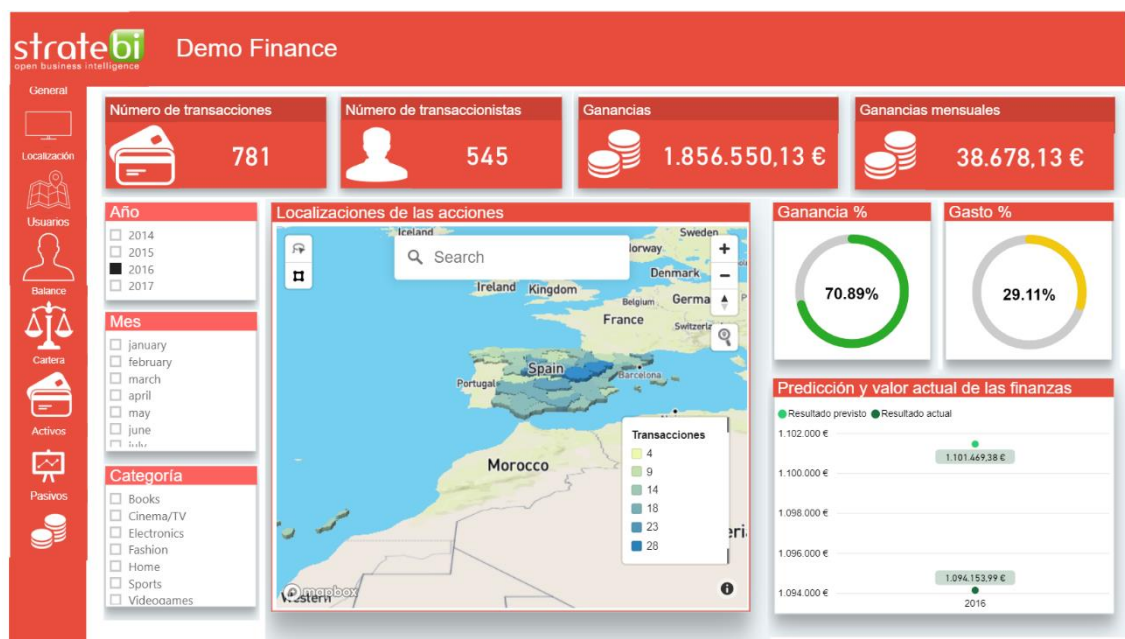 stratebi
open business intelligence
Demo Finance
General
Localización
Usuarios
Balance
Cartera
Activos
Pasivos
Número de transacciones
781
Número de transaccionistas
545
Ganancias
1.856.550,13 €
Ganancias mensuales
38.678,13 €
Año
2014
2015
2016
2017
Mes
january
february
march
april
may
june
july
Categoría
Books
Cinema/TV
Electronics
Fashion
Home
Sports
Videogames
Localizaciones de las acciones
Search
Iceland
Sweden
Norway
Denmark
Ireland
Kingdom
Belgium
Germa
P
France
Switzerl
Spain
Portugal
Barcelona
Morocco
eri
Western
mapbox
Transacciones
4
9
14
18
23
28
Ganancia %
70.89%
Gasto %
29.11%
Predicción y valor actual de las finanzas
Resultado previsto Resultado actual
1.102.000 €
1.101.469,38 €
1.100.000 €
1.098.000 €
1.096.000 €
1.094.153,99 €
1.094.000 €
2016